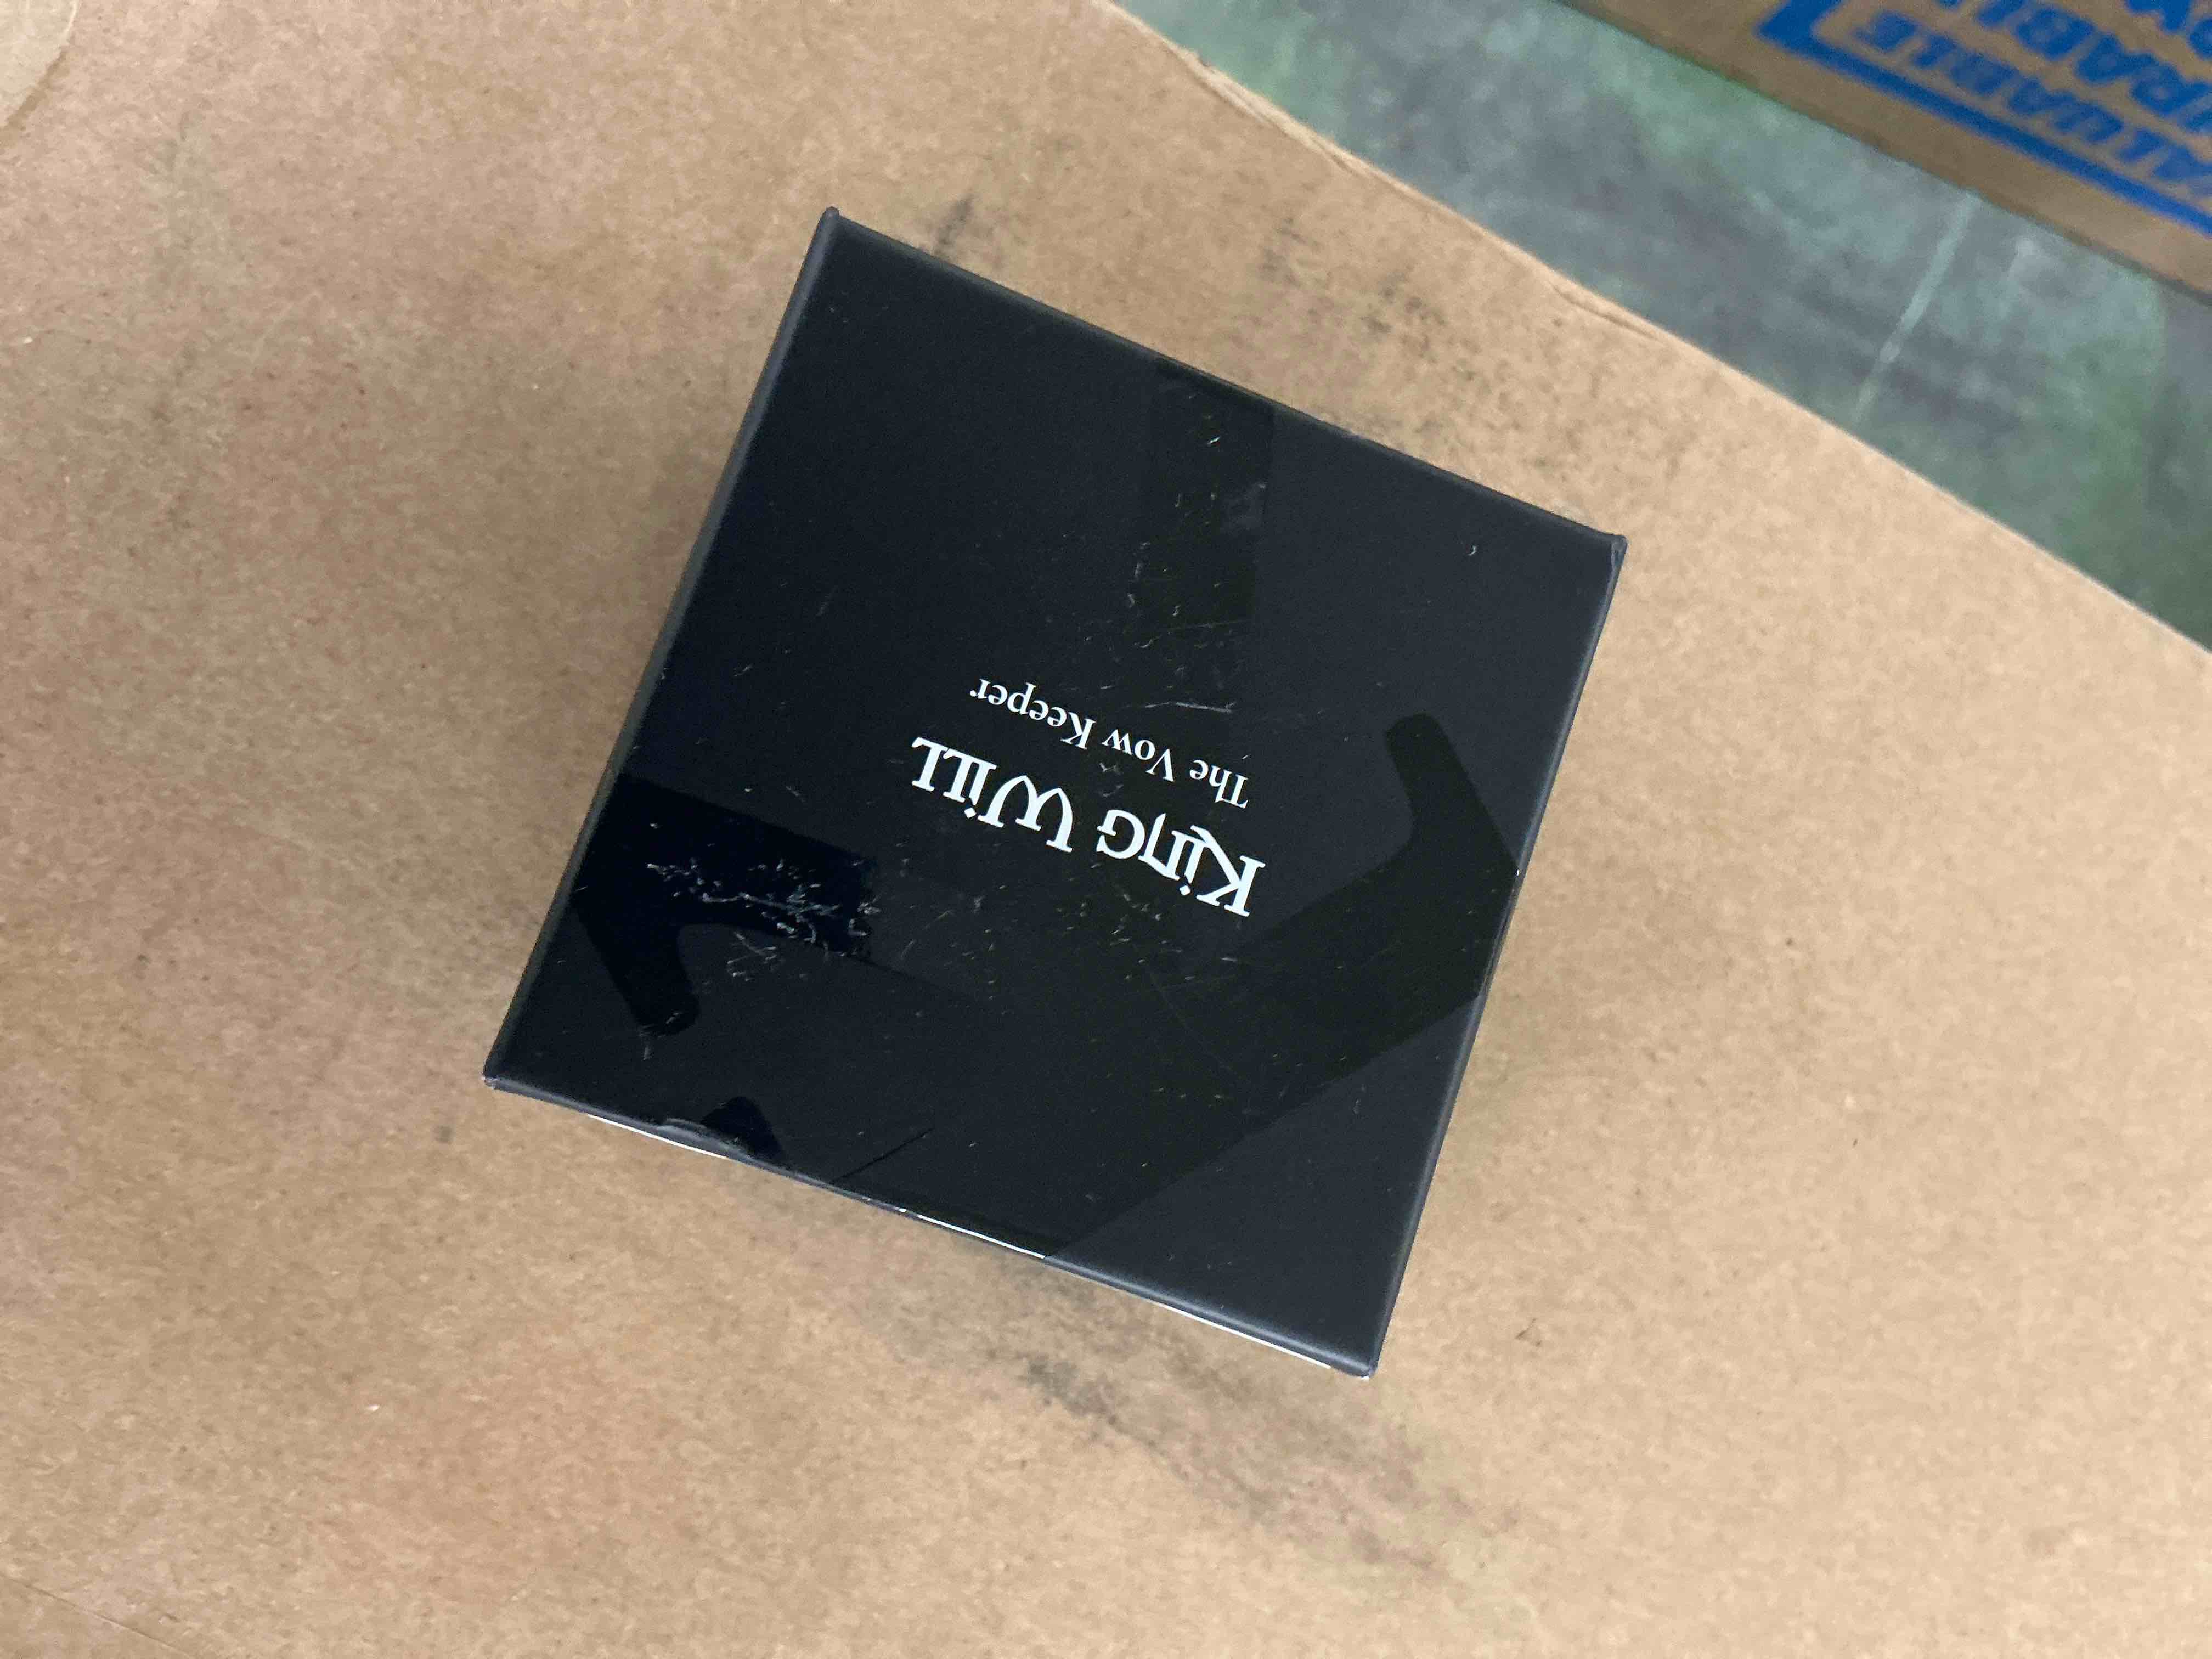 King Will
The Vow Keeper